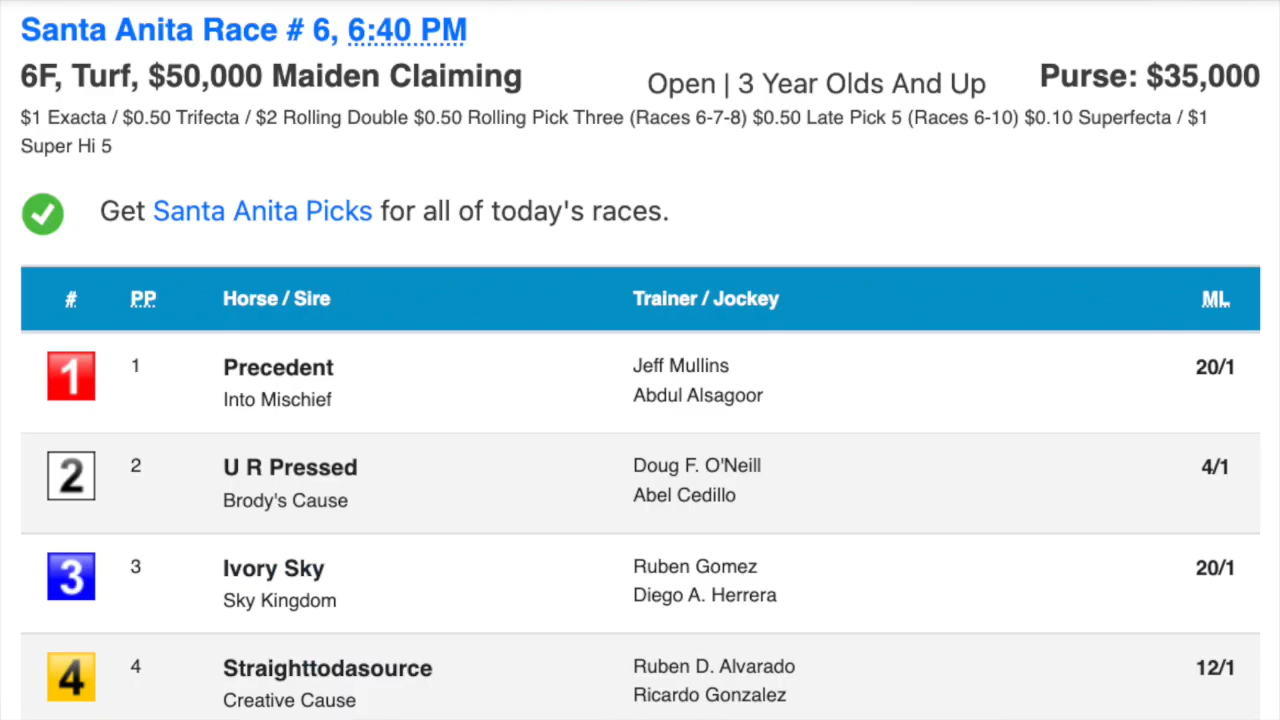 Santa Anita Race # 6, 6:40 PM
6F, Turf, $50,000 Maiden Claiming Open | 3 Year Olds And Up Purse: $35,000
$1 Exacta / $0.50 Trifecta / $2 Rolling Double $0.50 Rolling Pick Three (Races 6-7-8) $0.50 Late Pick 5 (Races 6-10) $0.10 Superfecta / $1
Super Hi 5
Get Santa Anita Picks for all of today's races.
# PP Horse / Sire Trainer / Jockey ML
1 1 Precedent Jeff Mullins 20/1
Into Mischief Abdul Alsagoor
2 2 U R Pressed Doug F. O'Neill 4/1
Brody's Cause Abel Cedillo
3 3 Ivory Sky Ruben Gomez 20/1
Sky Kingdom Diego A. Herrera
4 4 Straighttodasource Ruben D. Alvarado 12/1
Creative Cause Ricardo Gonzalez